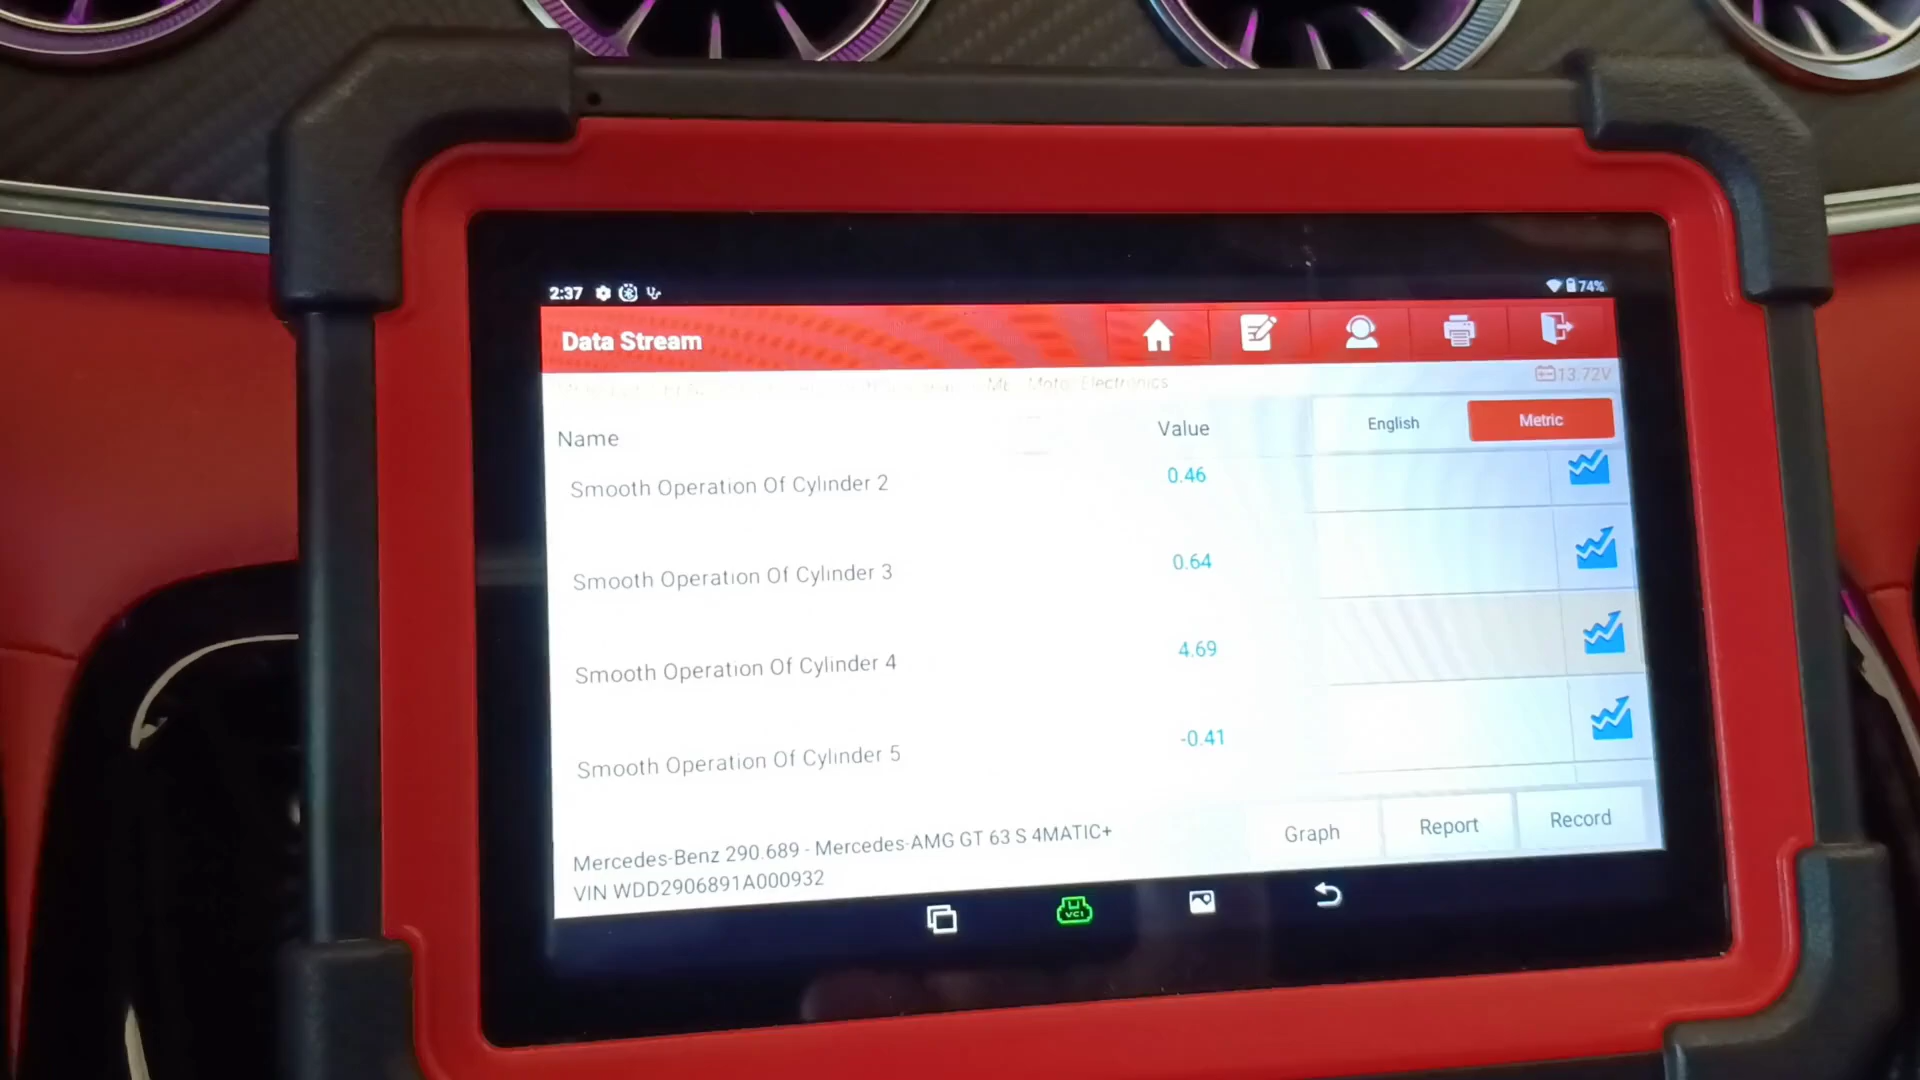 2:37
74%
Data Stream
Motor Electronics
13.72V
Name
Value
English
Metric
Smooth Operation Of Cylinder 2
0.46
Smooth Operation Of Cylinder 3
0.64
Smooth Operation Of Cylinder 4
4.69
Smooth Operation Of Cylinder 5
-0.41
Mercedes-Benz 290.689 - Mercedes-AMG GT 63 S 4MATIC+
VIN WDD2906891A000932
Graph
Report
Record
VCI